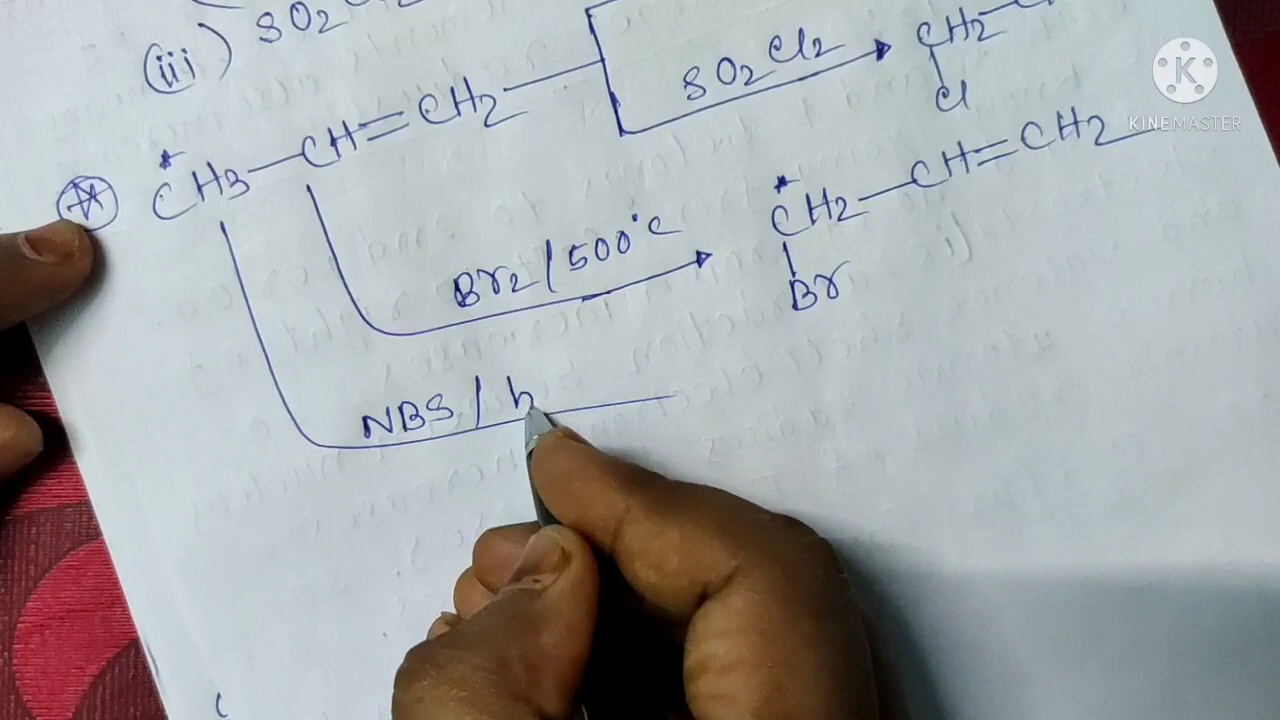 (iii) SO2
SO2Cl2
CH2
Cl
K
KINEMASTER
*
CH3—CH=CH2
*
CH2—CH=CH2
Br
Br2/500°C
NBS/h